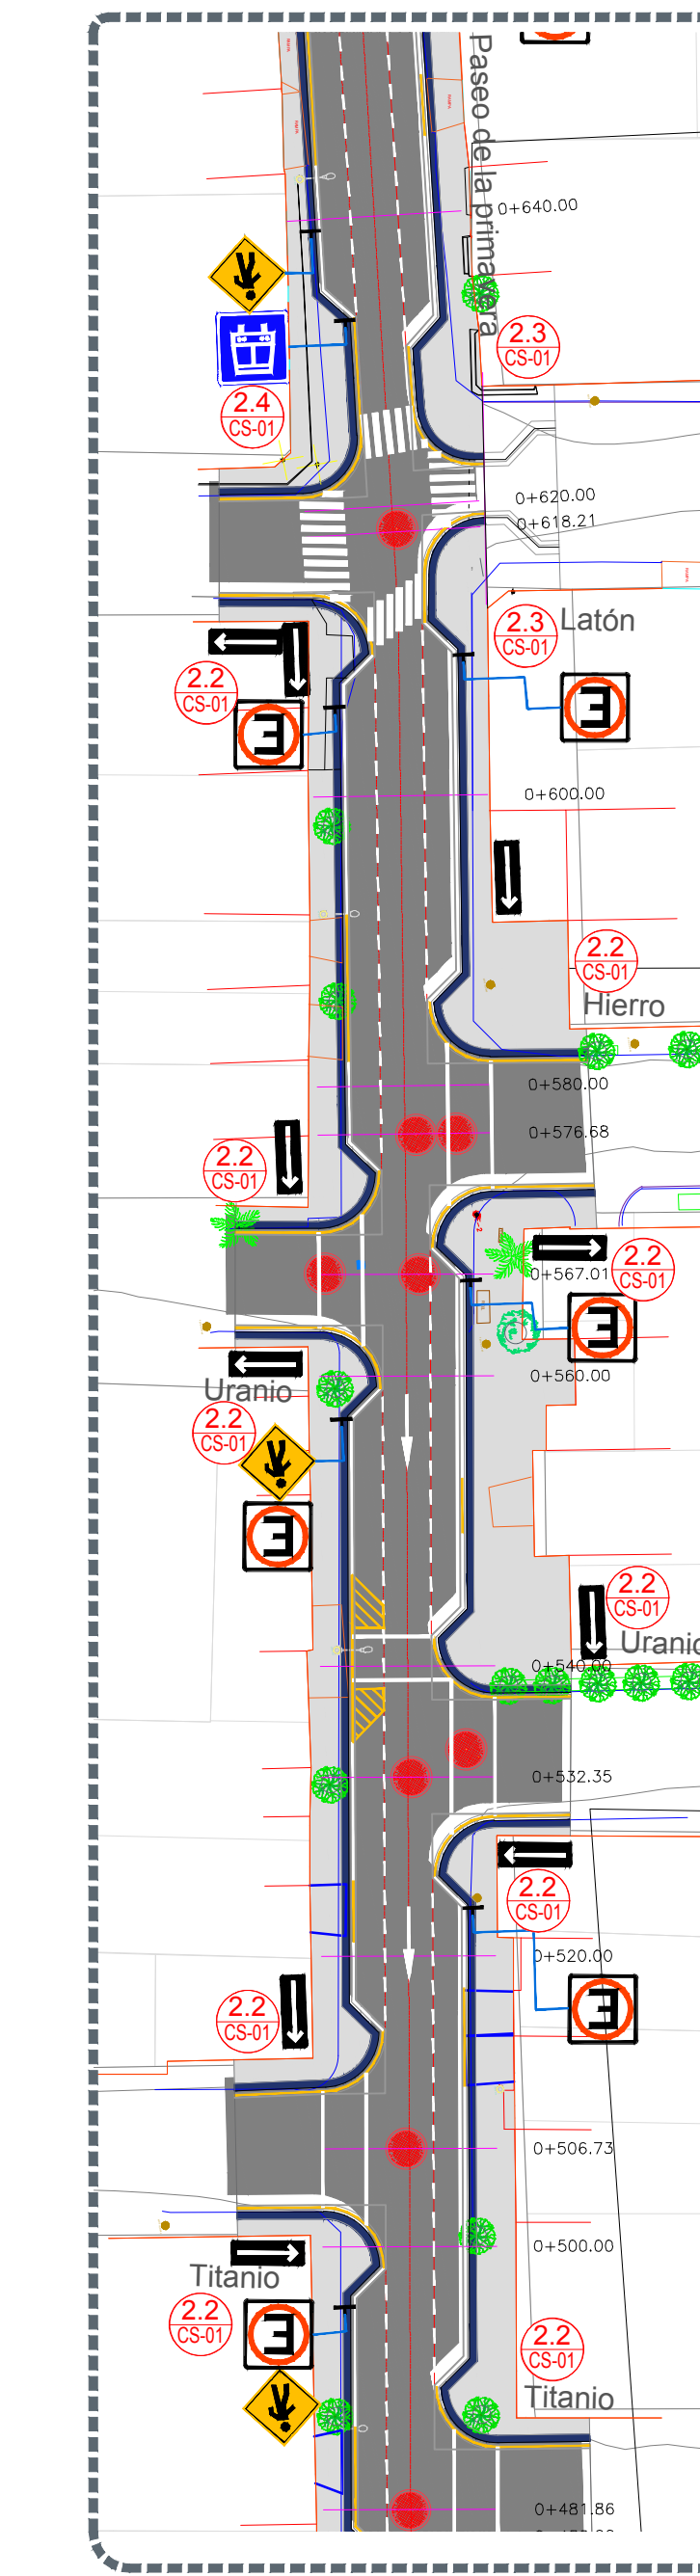 Paseo de la primavera
0+640.00
2.3
CS-01
2.4
CS-01
0+620.00
0+618.21
2.3
CS-01
Latón
2.2
CS-01
E
E
0+600.00
2.2
CS-01
Hierro
0+580.00
0+576.68
2.2
CS-01
2.2
CS-01
0+567.01
E
0+560.00
Uranio
2.2
CS-01
E
2.2
CS-01
Uranio
0+540.00
0+532.35
2.2
CS-01
0+520.00
E
2.2
CS-01
0+506.73
0+500.00
Titanio
2.2
CS-01
E
2.2
CS-01
Titanio
0+481.86